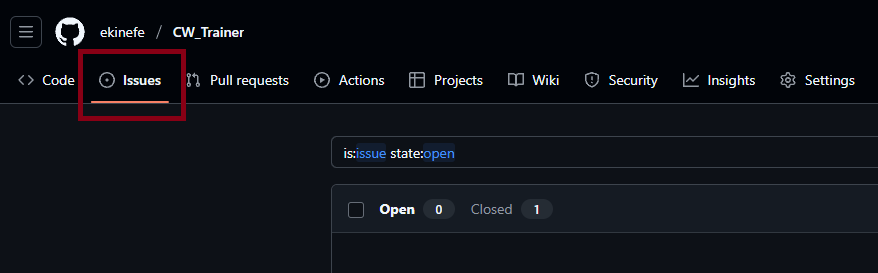 ekinefe / CW_Trainer
Code Issues Pull requests Actions Projects Wiki Security Insights Settings
is:issue state:open
Open 0 Closed 1